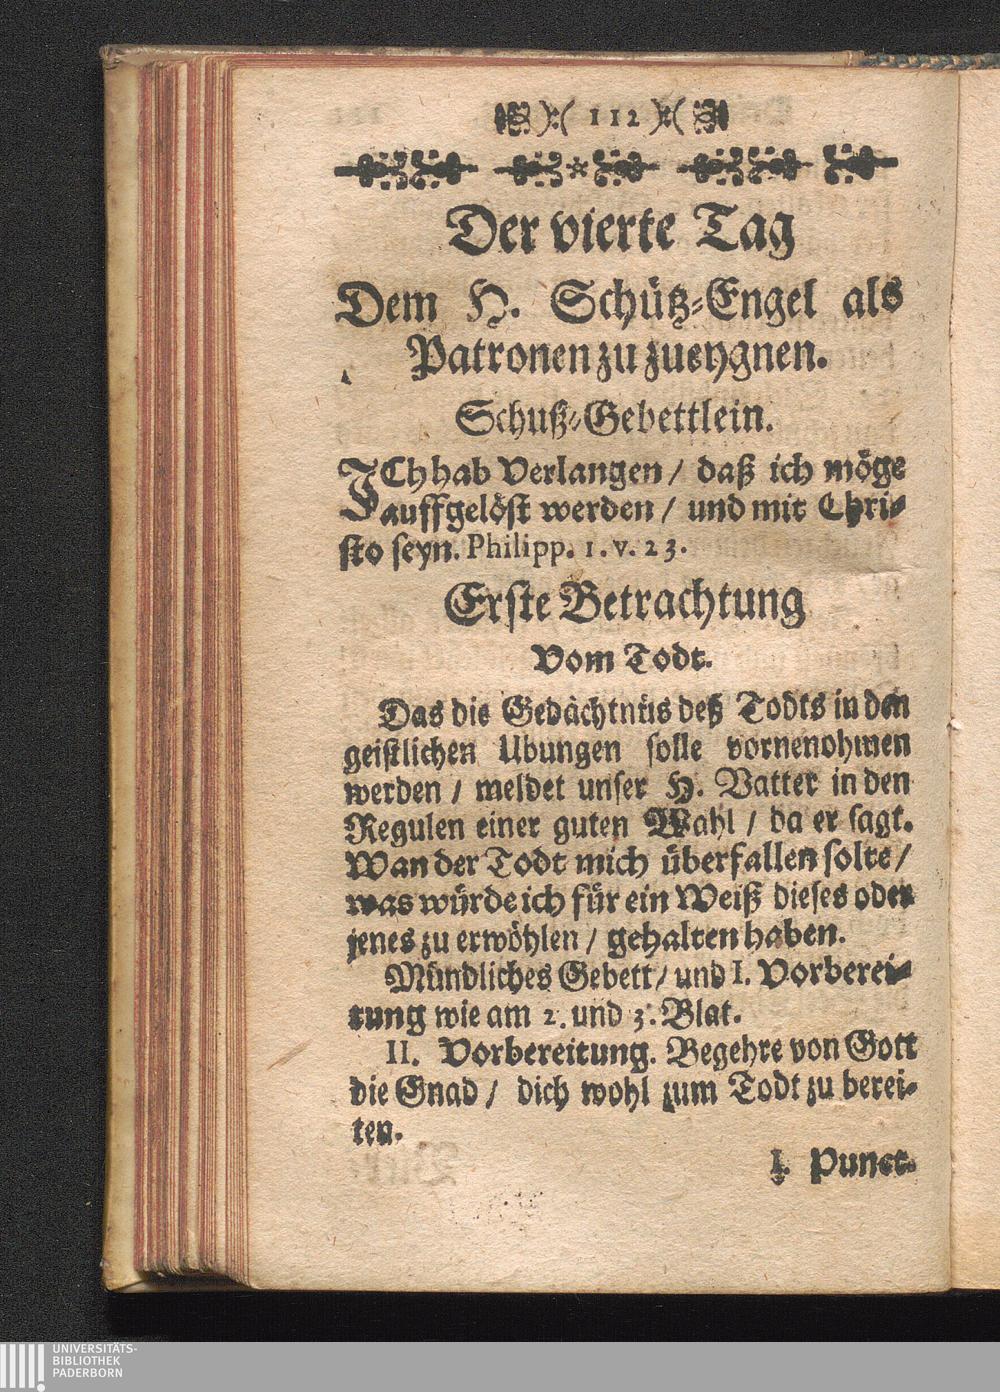 ):( 112 ):(
Der vierte Tag
Dem H. Schütz-Engel als
Patronen zu zueygnen.
Schuß-Gebettlein.
ICh hab Verlangen / daß ich möge
auffgelöst werden / und mit Chri-
sto seyn. Philipp. 1. v. 23.
Erste Betrachtung
Vom Todt.
Das die Gedächtnüs deß Todts in den
geistlichen Ubungen solle vornenohmen
werden / meldet unser H. Vatter in den
Regulen einer guten Wahl / da er sagt.
Wan der Todt mich überfallen solte /
was würde ich für ein Weiß dieses oder
jenes zu erwöhlen / gehalten haben.
Mündliches Gebett / und I. Vorberei-
tung wie am 2. und 3. Blat.
II. Vorbereitung. Begehre von Gott
die Gnad / dich wohl zum Todt zu berei-
ten.
I. Punct.
UNIVERSITÄTS-
BIBLIOTHEK
PADERBORN